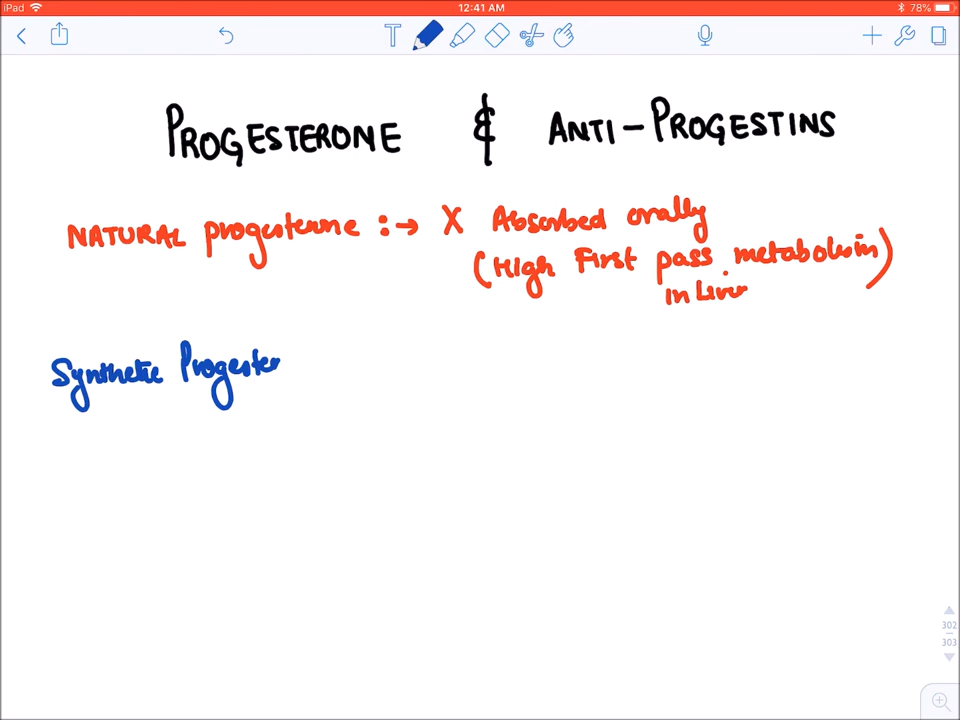 iPad 12:41 AM 78%
T
PROGESTERONE & ANTI-PROGESTINS
NATURAL progesterone :→ X Absorbed orally
(High First pass metabolism)
in Liver
Synthetic Progester
302
303